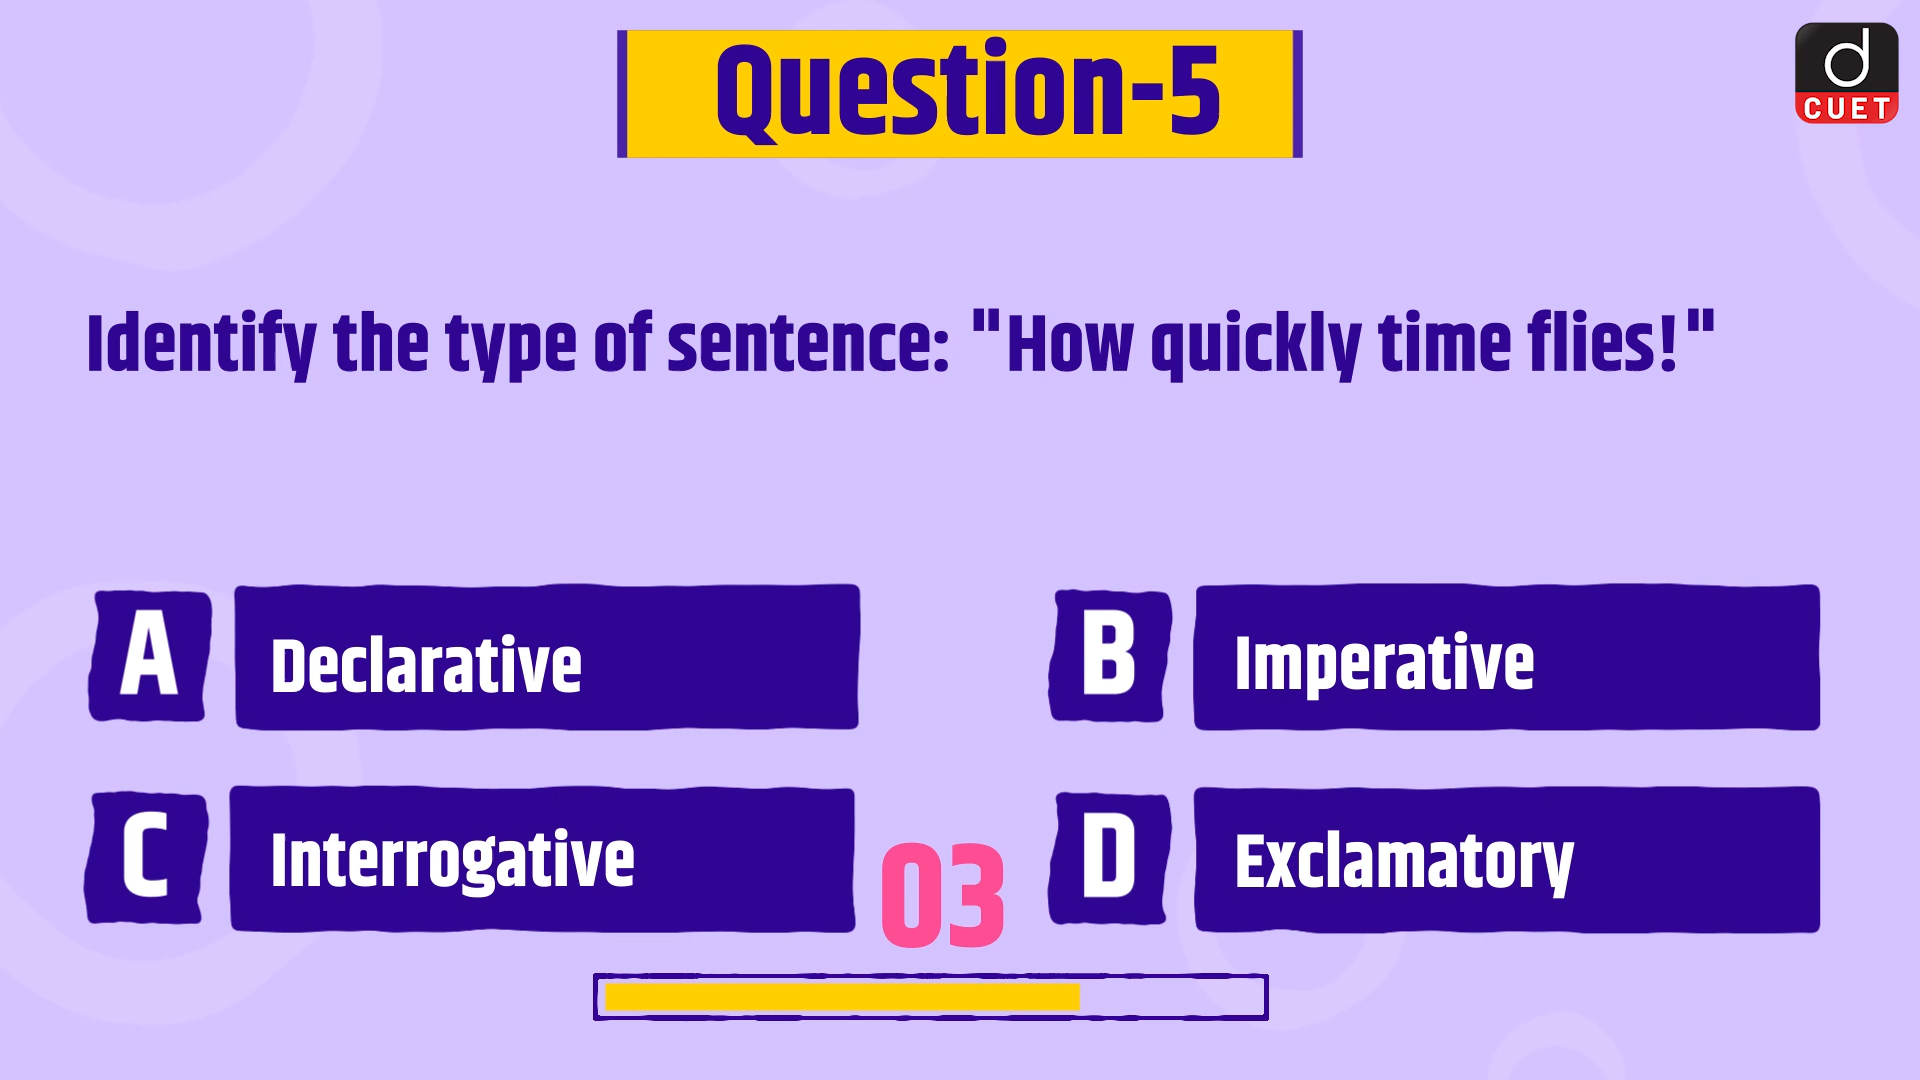 Question-5
d
CUET
Identify the type of sentence: "How quickly time flies!"
A Declarative
B Imperative
C Interrogative
D Exclamatory
03